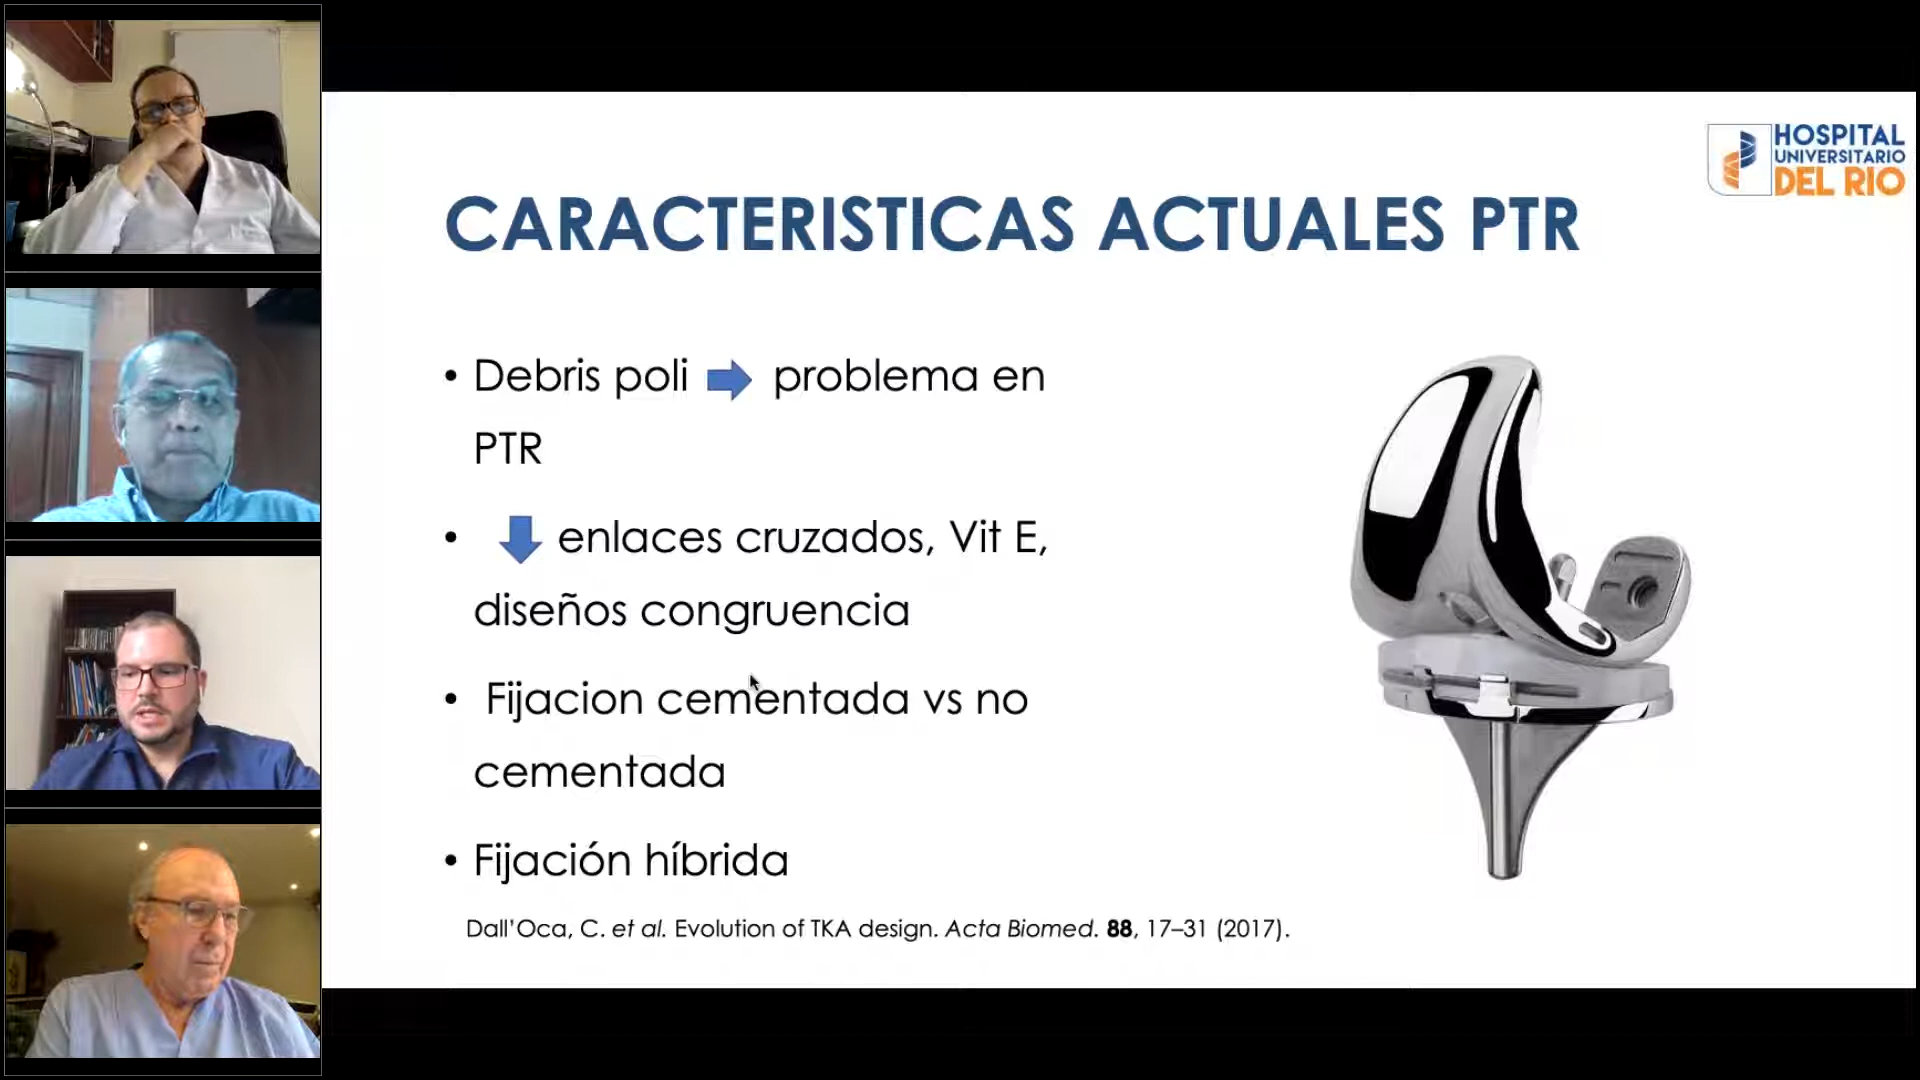 HOSPITAL
UNIVERSITARIO
DEL RIO
CARACTERISTICAS ACTUALES PTR
• Debris poli problema en
PTR
• enlaces cruzados, Vit E,
diseños congruencia
• Fijacion cementada vs no
cementada
• Fijación híbrida
Dall'Oca, C. et al. Evolution of TKA design. Acta Biomed. 88, 17–31 (2017).